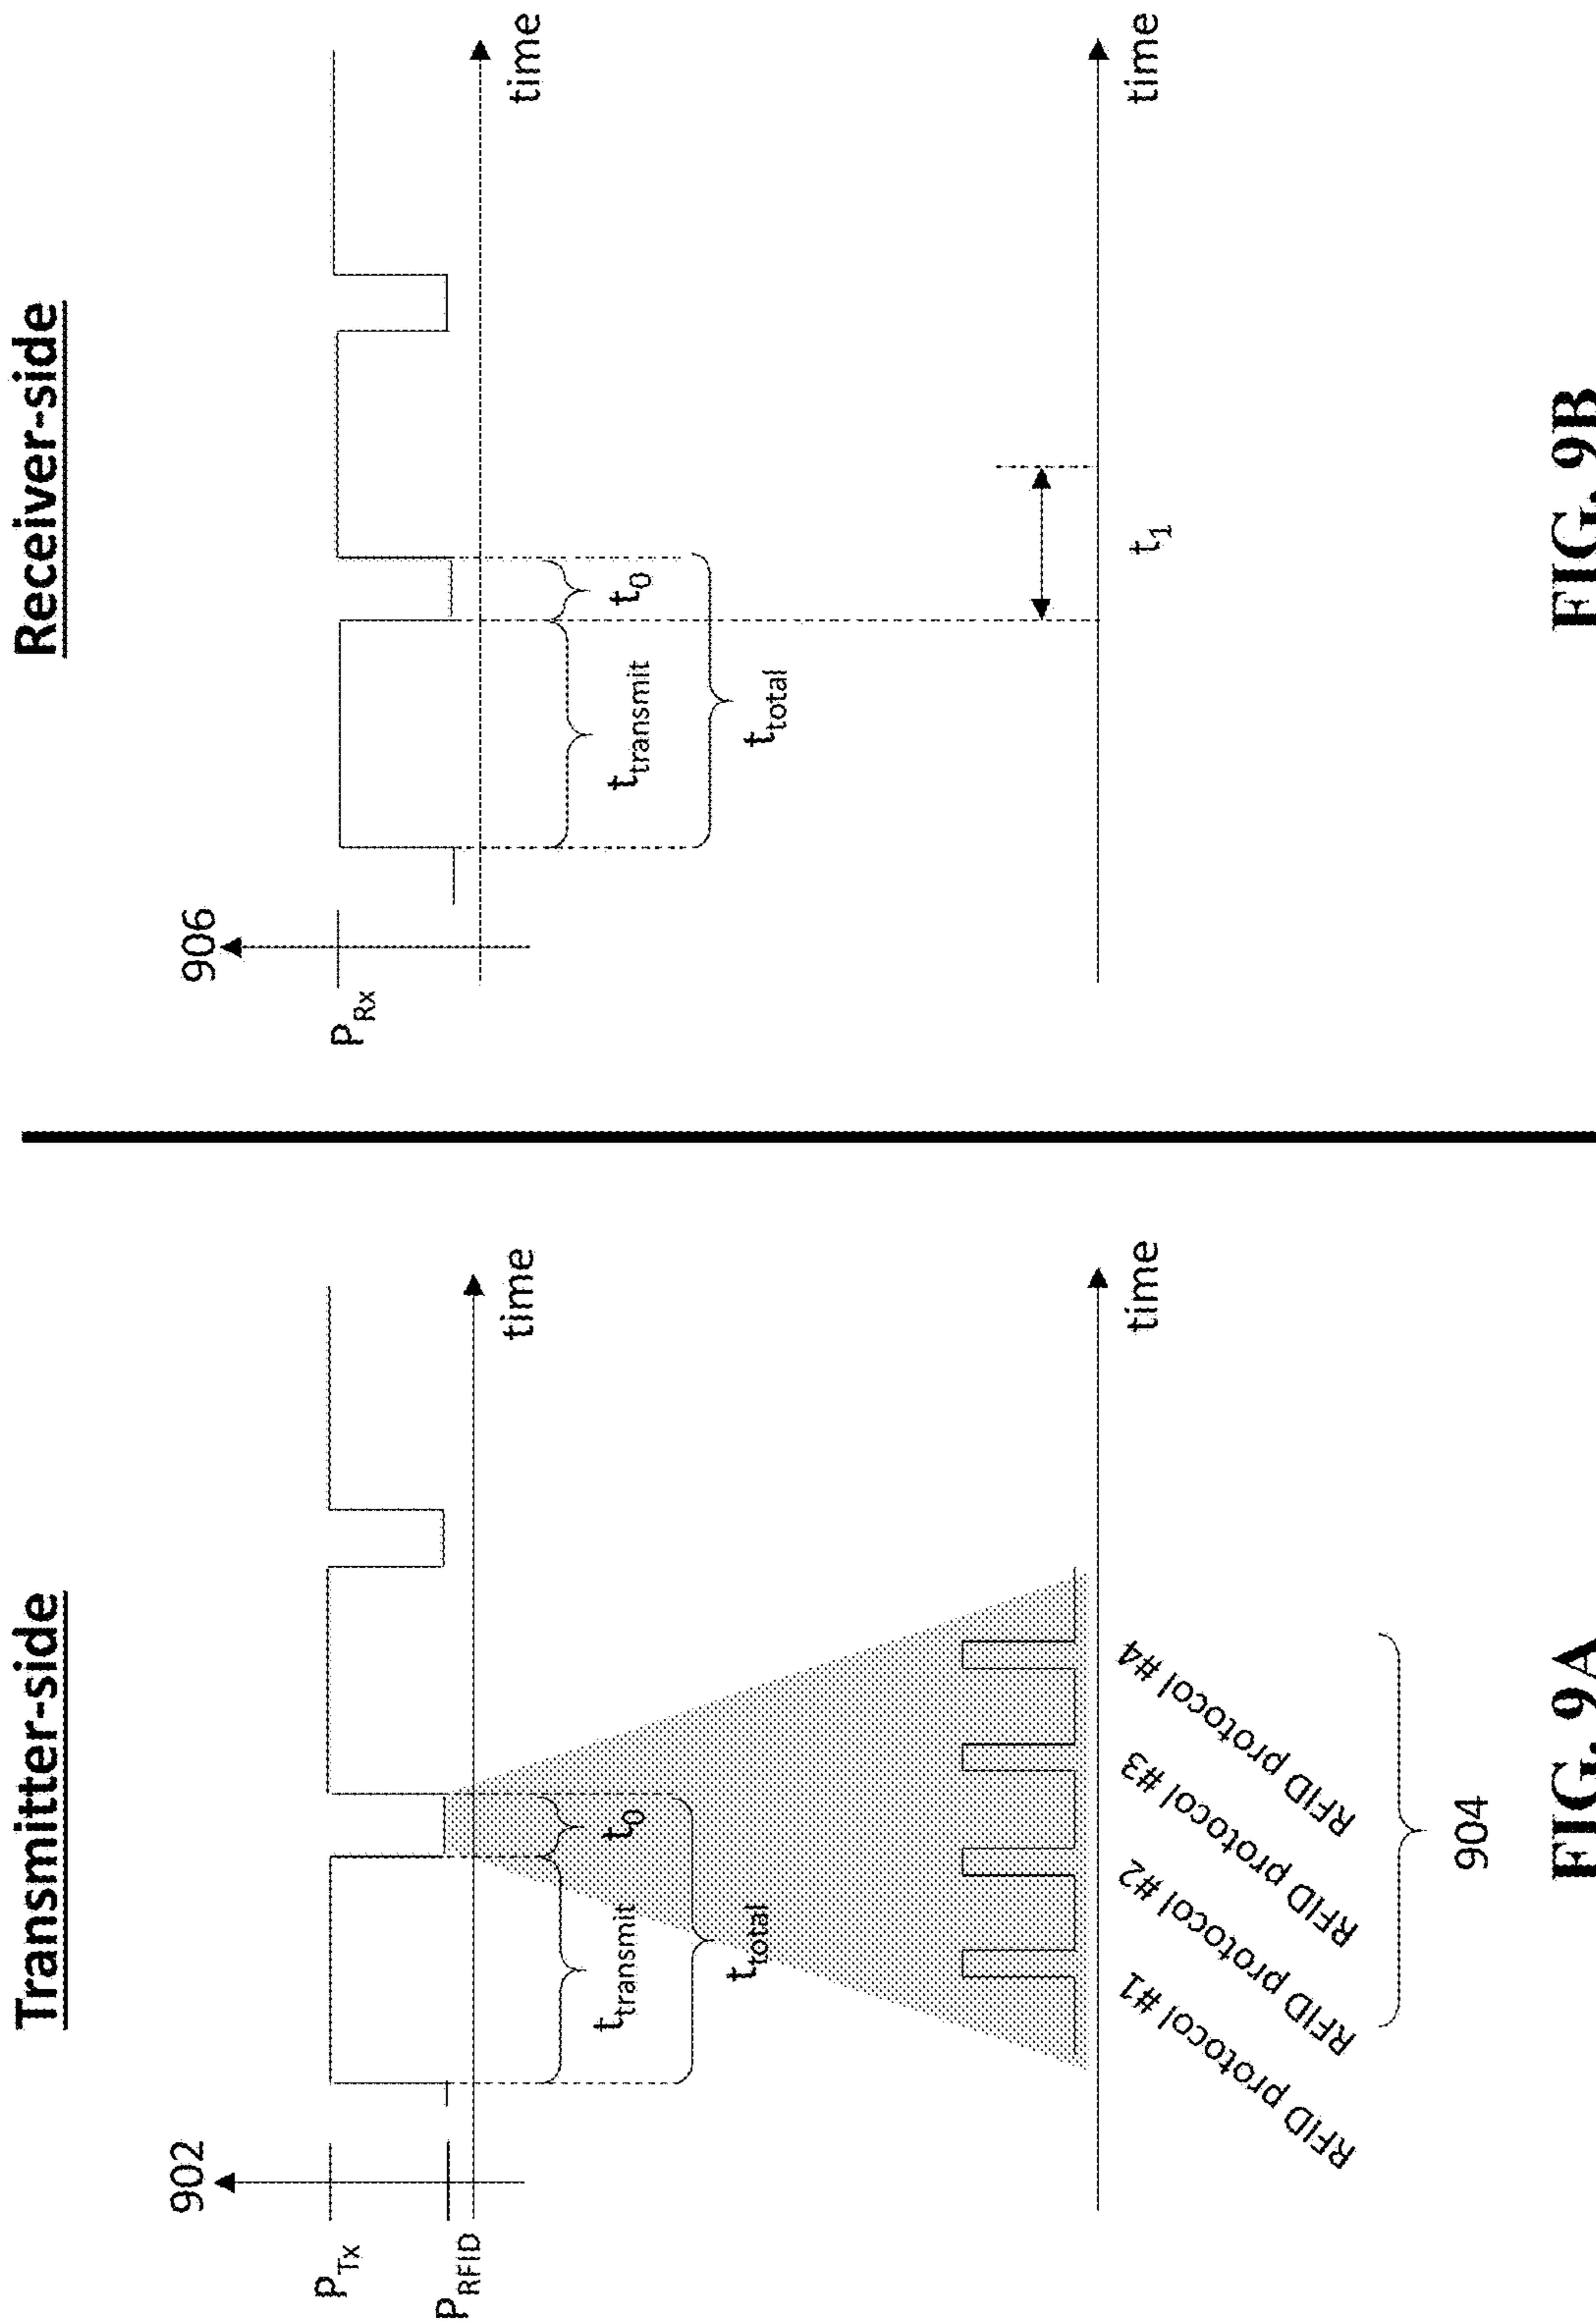 Transmitter-side
902
P_Tx
P_RFID
time
t_transmit
t_0
t_total
time
RFID protocol #1
RFID protocol #2
RFID protocol #3
RFID protocol #4
904
FIG. 9A
Receiver-side
906
P_Rx
time
t_transmit
t_0
t_total
t_1
time
FIG. 9B